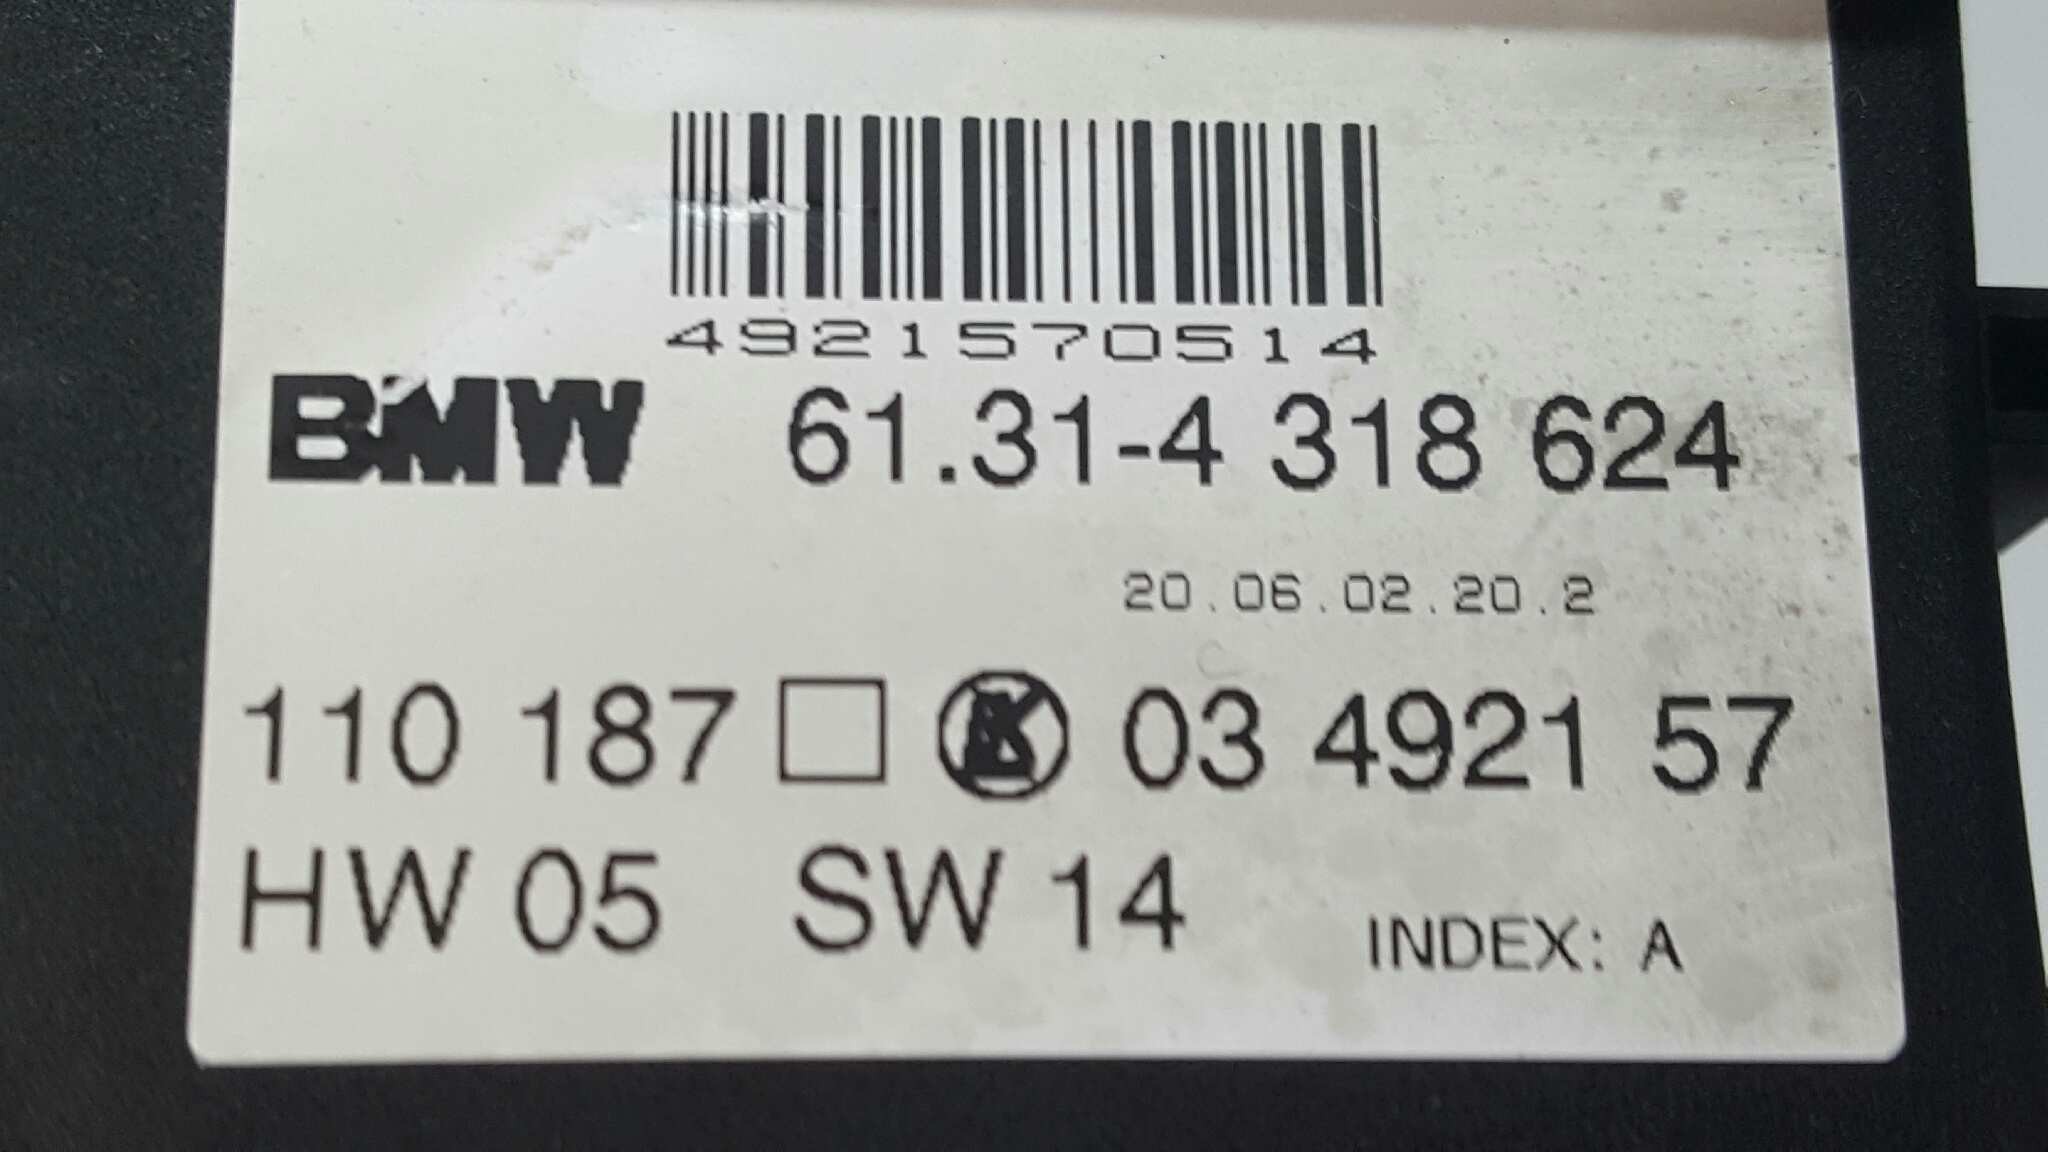 4921570514
BMW 61.31-4 318 624
20.06.02.20.2
110 187 K 03 4921 57
HW 05 SW 14 INDEX: A